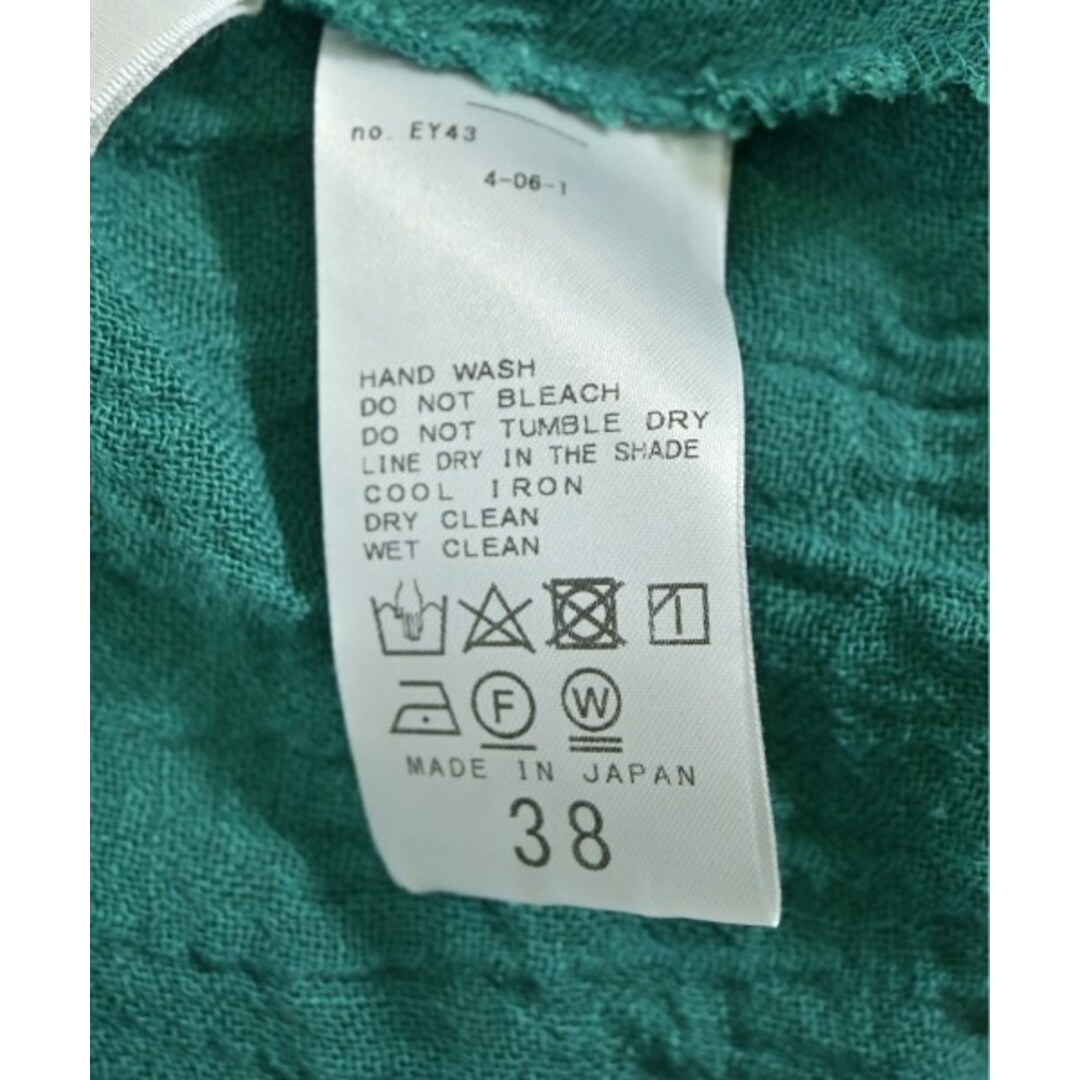 no. EY43
4-06-1
HAND WASH
DO NOT BLEACH
DO NOT TUMBLE DRY
LINE DRY IN THE SHADE
COOL IRON
DRY CLEAN
WET CLEAN
F W
MADE IN JAPAN
38